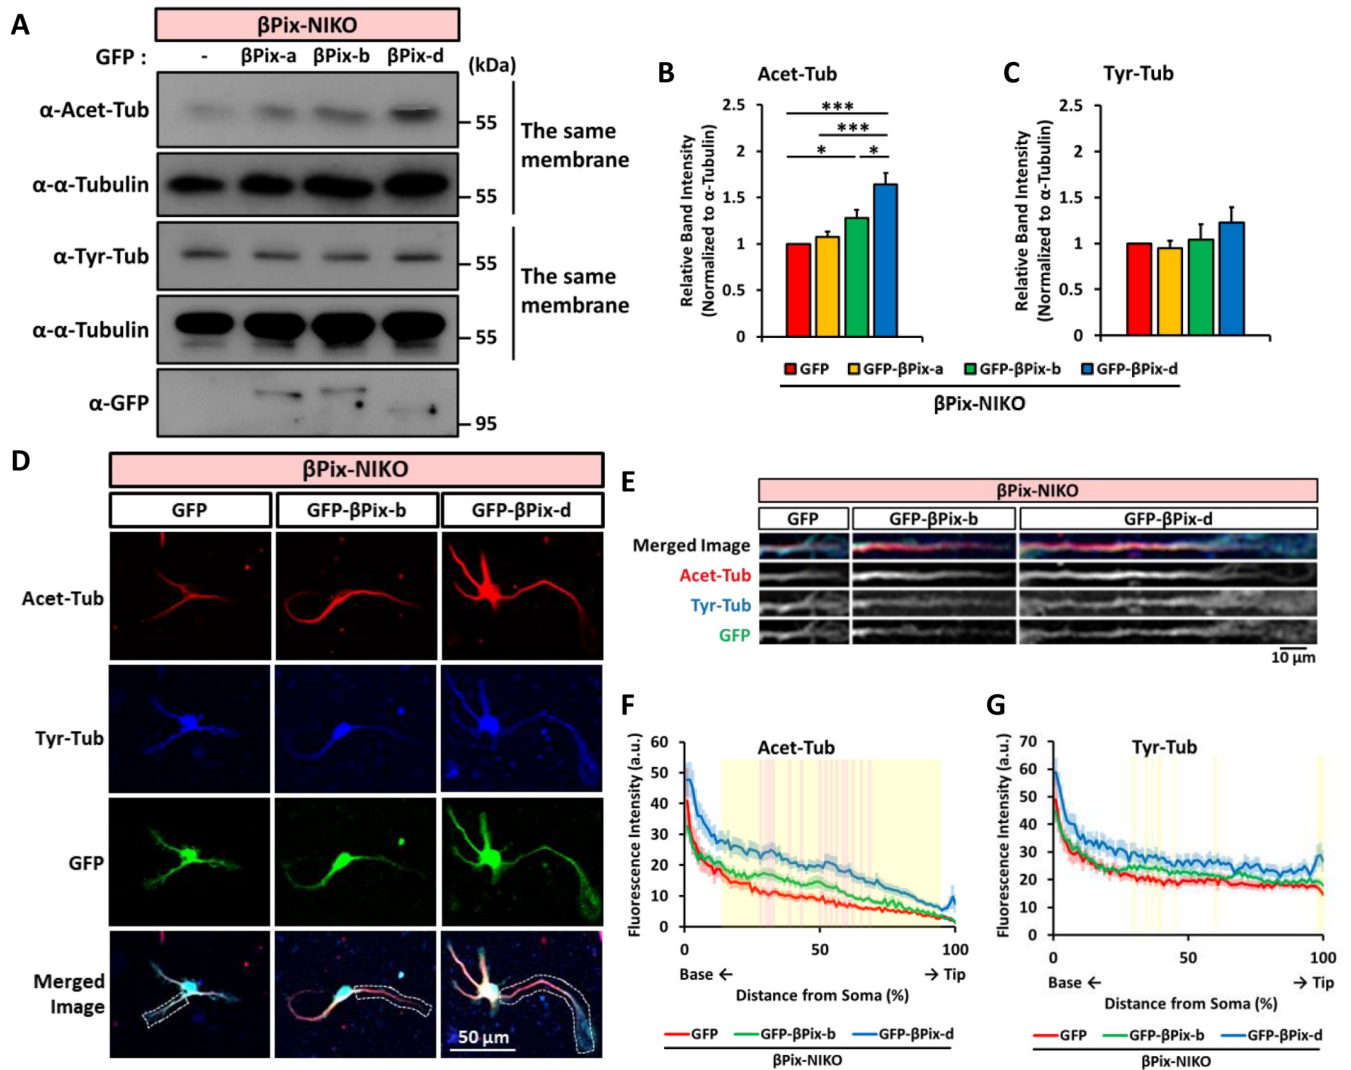 A
βPix-NIKO
GFP : - βPix-a βPix-b βPix-d (kDa)
α-Acet-Tub
55
α-α-Tubulin
55
The same
membrane
α-Tyr-Tub
55
α-α-Tubulin
55
The same
membrane
α-GFP
95
B
Acet-Tub
Relative Band Intensity
(Normalized to α-Tubulin)
2.5
2
1.5
1
0.5
0
***
***
* *
C
Tyr-Tub
Relative Band Intensity
(Normalized to α-Tubulin)
2.5
2
1.5
1
0.5
0
GFP GFP-βPix-a GFP-βPix-b GFP-βPix-d
βPix-NIKO
D
βPix-NIKO
GFP GFP-βPix-b GFP-βPix-d
Acet-Tub
Tyr-Tub
GFP
Merged
Image
50 μm
E
βPix-NIKO
GFP GFP-βPix-b GFP-βPix-d
Merged Image
Acet-Tub
Tyr-Tub
GFP
10 μm
F
Acet-Tub
Fluorescence Intensity (a.u.)
60
50
40
30
20
10
0
0 50 100
Base ← → Tip
Distance from Soma (%)
GFP GFP-βPix-b GFP-βPix-d
βPix-NIKO
G
Tyr-Tub
Fluorescence Intensity (a.u.)
70
60
50
40
30
20
10
0
0 50 100
Base ← → Tip
Distance from Soma (%)
GFP GFP-βPix-b GFP-βPix-d
βPix-NIKO